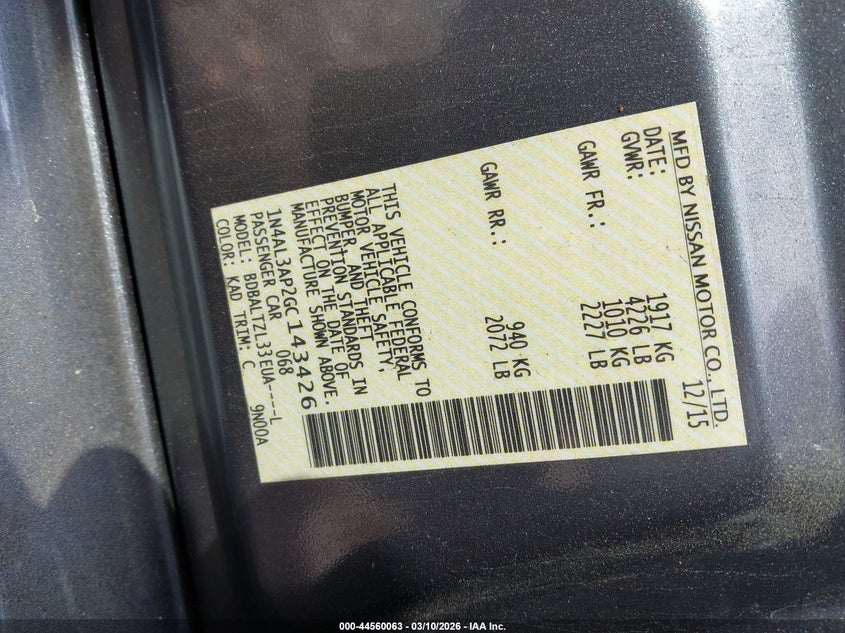 MFD BY NISSAN MOTOR CO., LTD.
DATE: 12/15
GVWR: 1917 KG
4226 LB
GAWR FR.: 1010 KG
2227 LB
GAWR RR.: 940 KG
2072 LB
THIS VEHICLE CONFORMS TO
ALL APPLICABLE FEDERAL
MOTOR VEHICLE SAFETY,
BUMPER, AND THEFT
PREVENTION STANDARDS IN
EFFECT ON THE DATE OF
MANUFACTURE SHOWN ABOVE.
1N4AL3AP2GC143426
PASSENGER CAR 068
MODEL: BDBALTZL33EUA----L
COLOR: KAD TRIM: C 9N00A
000-44560063 - 03/10/2026 - IAA Inc.